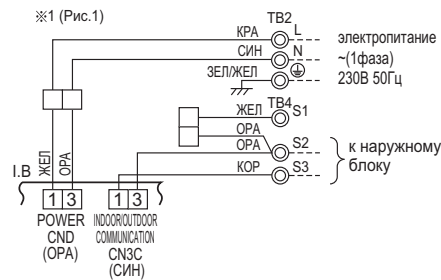 ※1 (Рис.1)
TB2
КРА
L
электропитание
СИН
N
~(1фаза)
ЗЕЛ/ЖЕЛ
230В 50Гц
TB4
ЖЕЛ
S1
ОРА
ОРА
S2
к наружному
блоку
КОР
S3
ЖЕЛ
ОРА
I.B
1 3
1 3
POWER
CND
(ОРА)
INDOOR/OUTDOOR
COMMUNICATION
CN3C
(СИН)